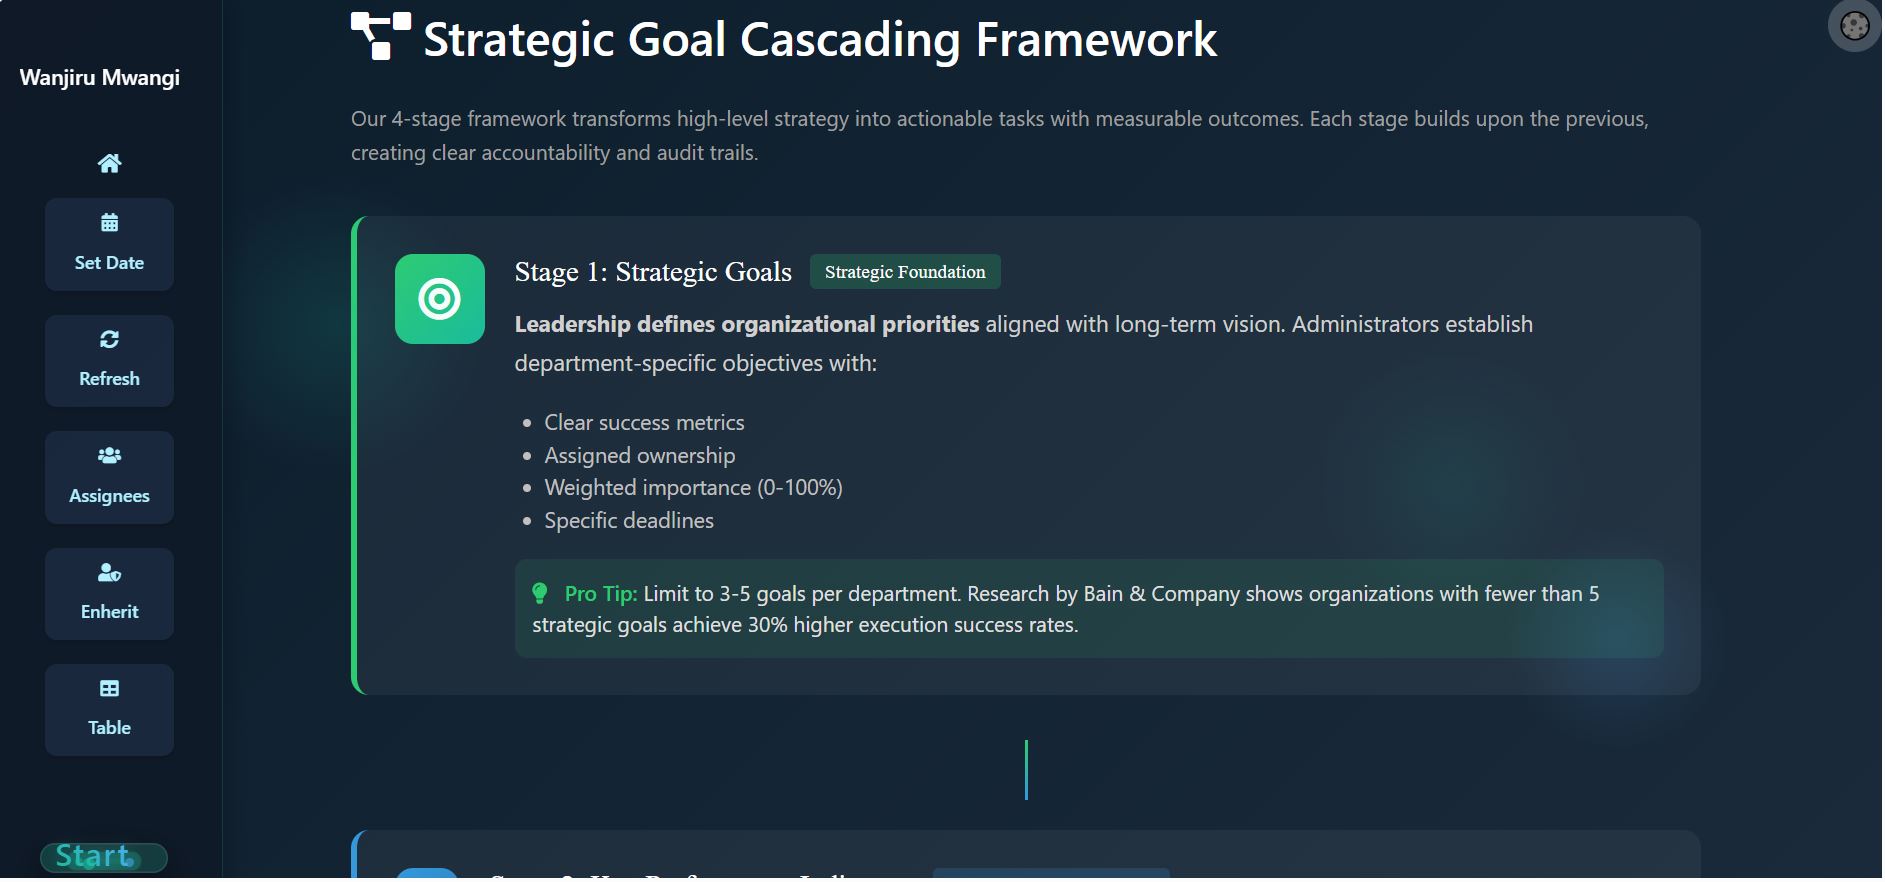 Strategic Goal Cascading Framework
Wanjiru Mwangi
Our 4-stage framework transforms high-level strategy into actionable tasks with measurable outcomes. Each stage builds upon the previous,
creating clear accountability and audit trails.
Set Date
Refresh
Assignees
Enherit
Table
Start
Stage 1: Strategic Goals
Strategic Foundation
Leadership defines organizational priorities aligned with long-term vision. Administrators establish
department-specific objectives with:
Clear success metrics
Assigned ownership
Weighted importance (0-100%)
Specific deadlines
Pro Tip: Limit to 3-5 goals per department. Research by Bain & Company shows organizations with fewer than 5
strategic goals achieve 30% higher execution success rates.